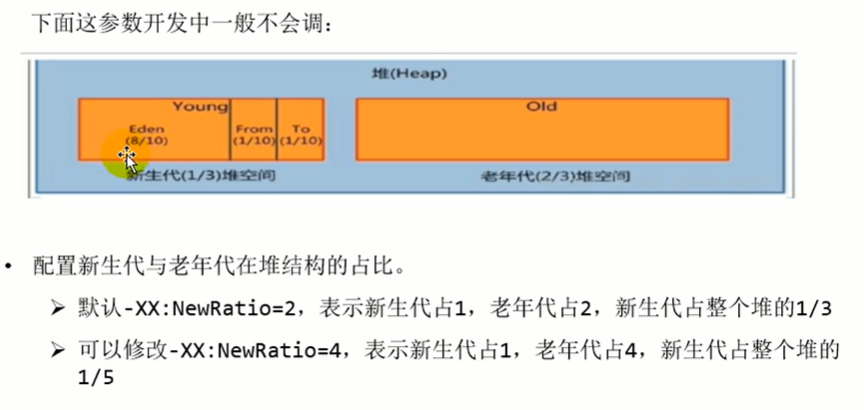 下面这参数开发中一般不会调：
堆(Heap)
Young
Eden
(8/10)
From
(1/10)
To
(1/10)
Old
新生代(1/3)堆空间
老年代(2/3)堆空间
• 配置新生代与老年代在堆结构的占比。
➢ 默认-XX:NewRatio=2，表示新生代占1，老年代占2，新生代占整个堆的1/3
➢ 可以修改-XX:NewRatio=4，表示新生代占1，老年代占4，新生代占整个堆的
1/5